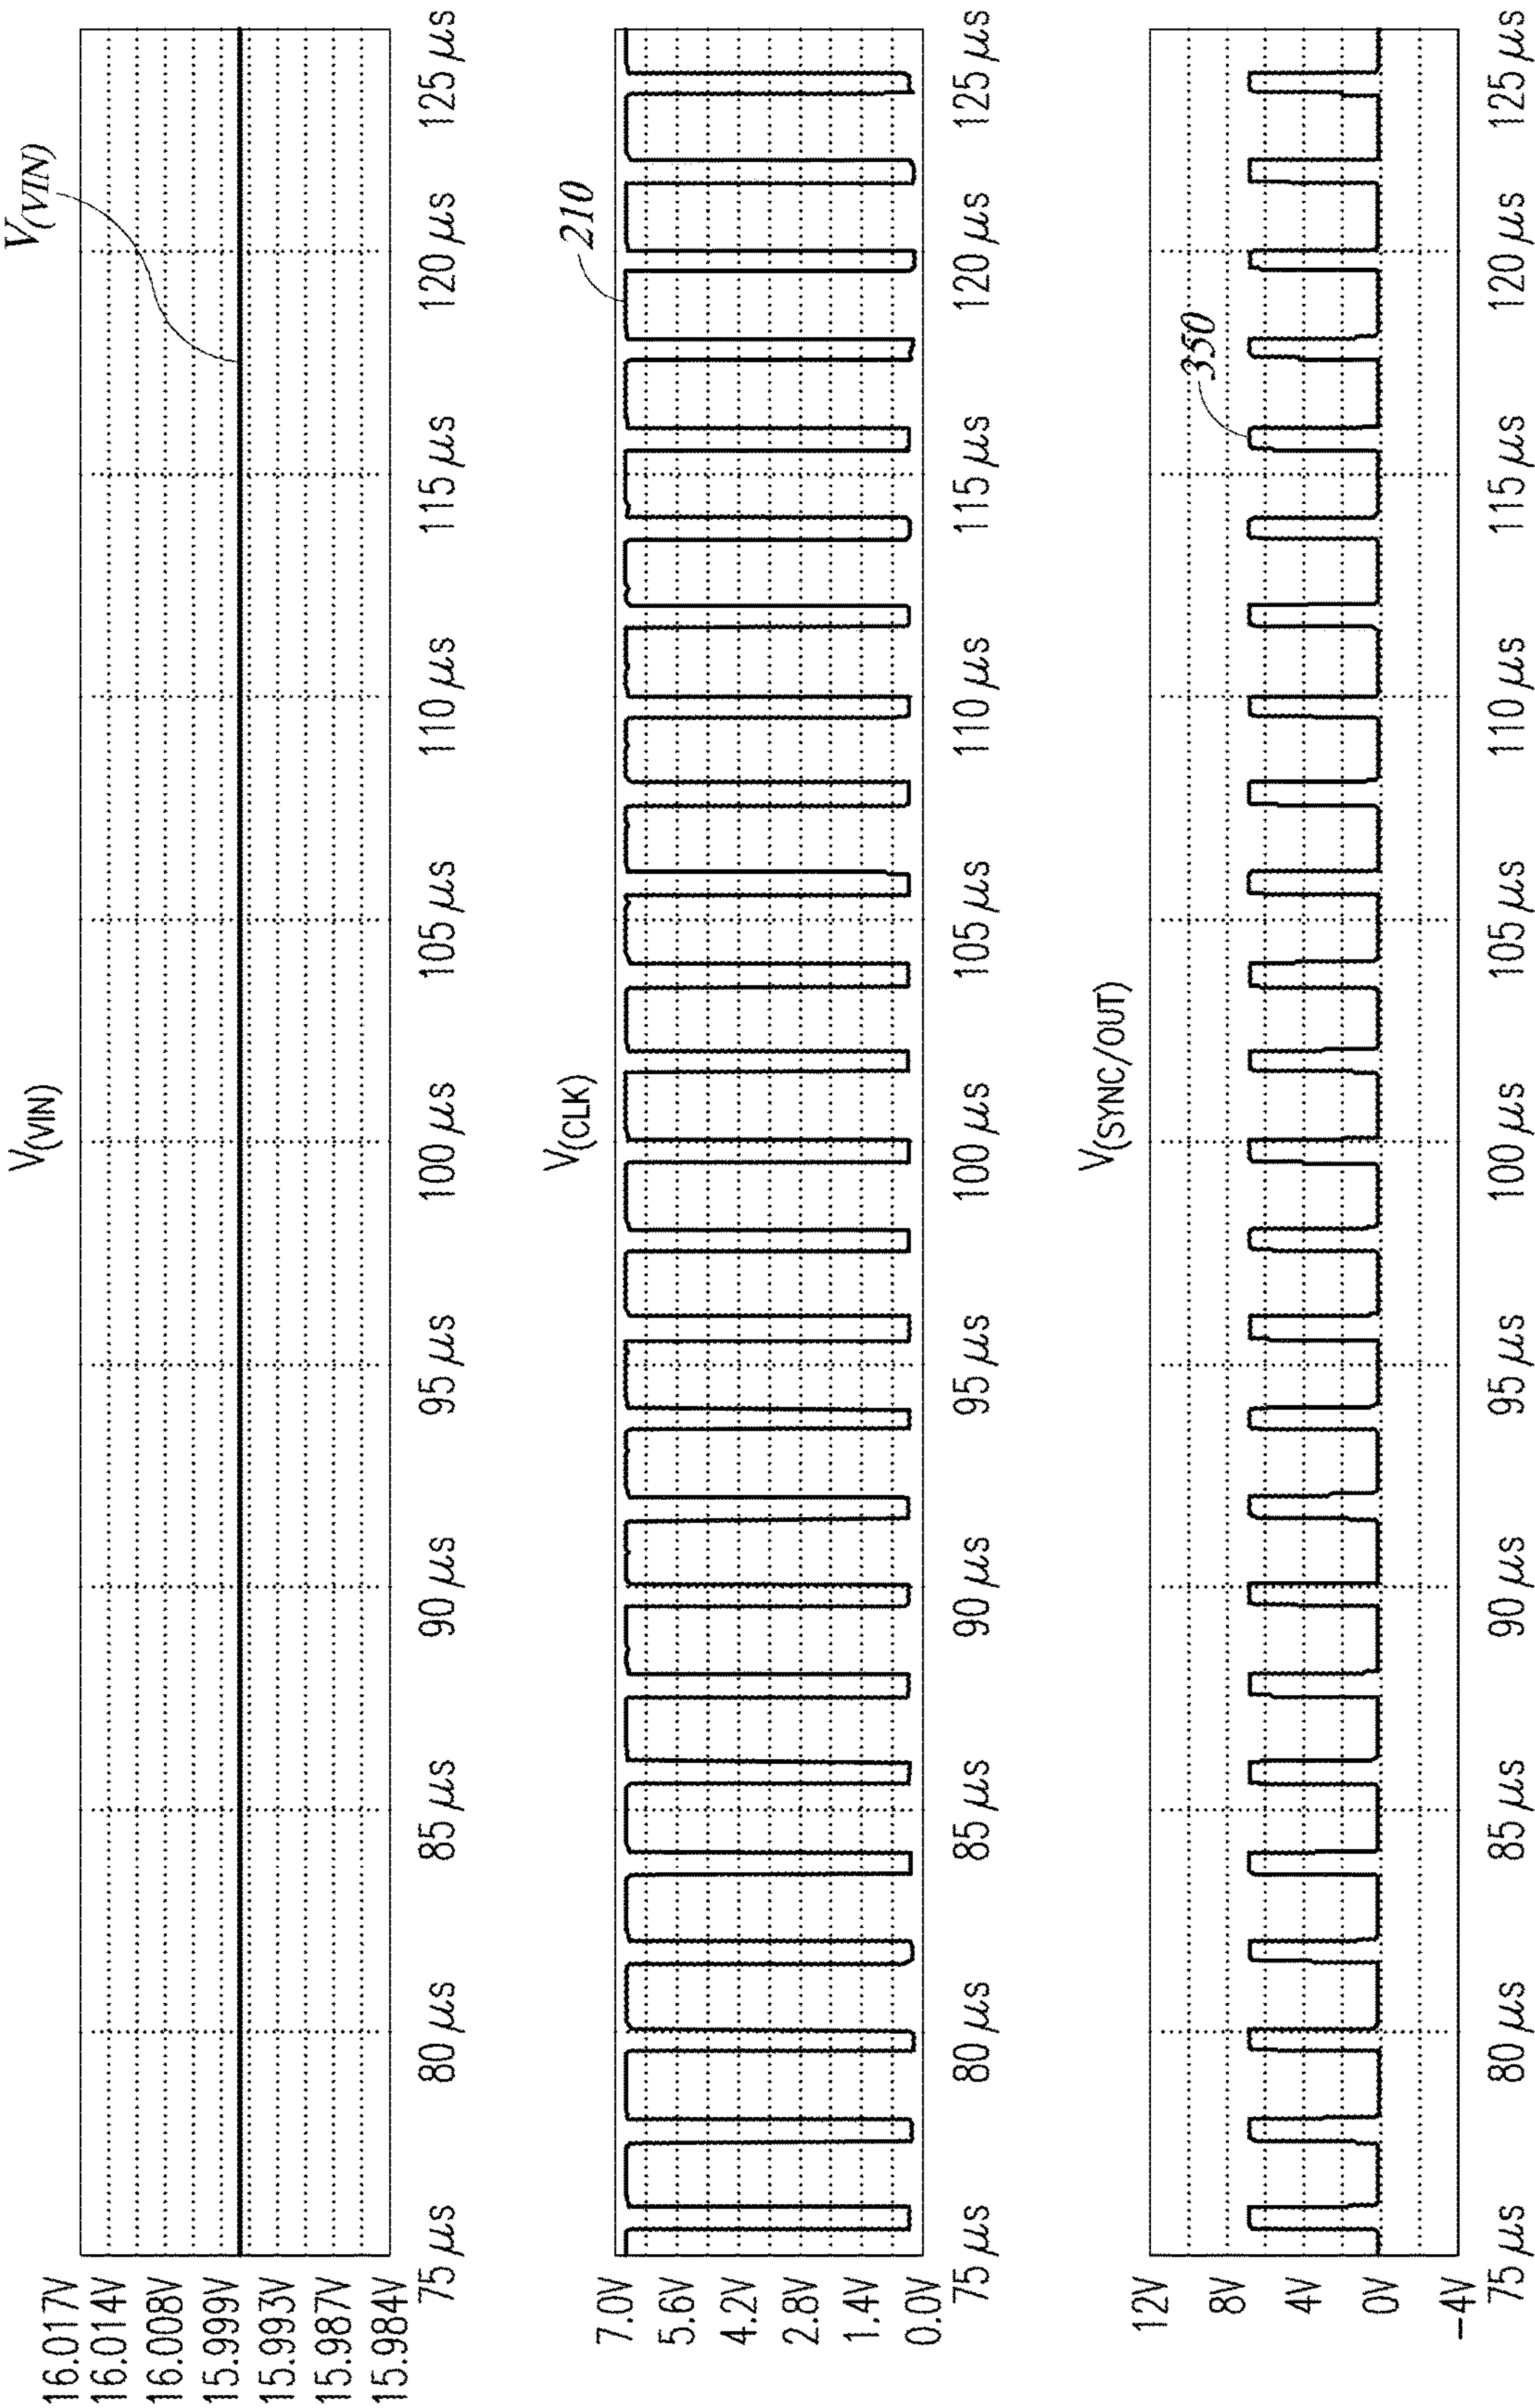 V(VIN)
V(VIN)
16.017V
16.014V
16.008V
15.999V
15.993V
15.987V
15.984V
75 µs 80 µs 85 µs 90 µs 95 µs 100 µs 105 µs 110 µs 115 µs 120 µs 125 µs
V(CLK)
210
7.0V
5.6V
4.2V
2.8V
1.4V
0.0V
75 µs 80 µs 85 µs 90 µs 95 µs 100 µs 105 µs 110 µs 115 µs 120 µs 125 µs
V(SYNC/OUT)
350
12V
8V
4V
0V
−4V
75 µs 80 µs 85 µs 90 µs 95 µs 100 µs 105 µs 110 µs 115 µs 120 µs 125 µs